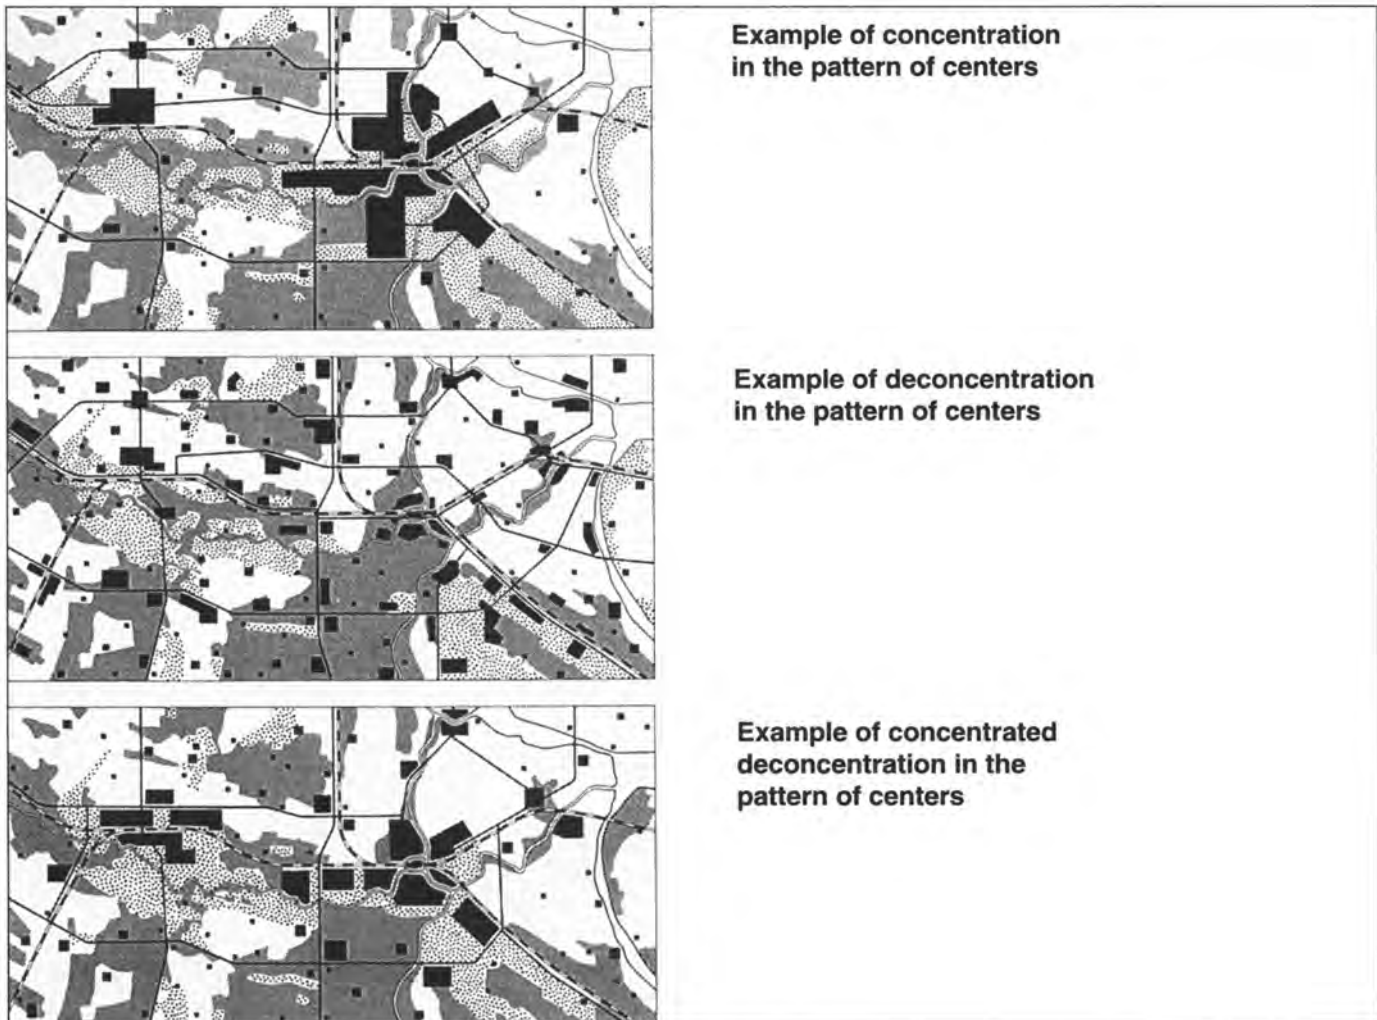 Example of concentration
in the pattern of centers
Example of deconcentration
in the pattern of centers
Example of concentrated
deconcentration in the
pattern of centers